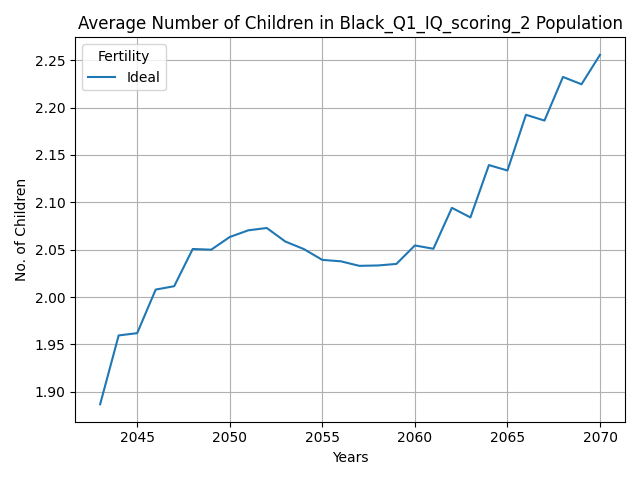 Average Number of Children in Black_Q1_IQ_scoring_2 Population
Fertility
Ideal
No. of Children
2.25
2.20
2.15
2.10
2.05
2.00
1.95
1.90
2045
2050
2055
2060
2065
2070
Years